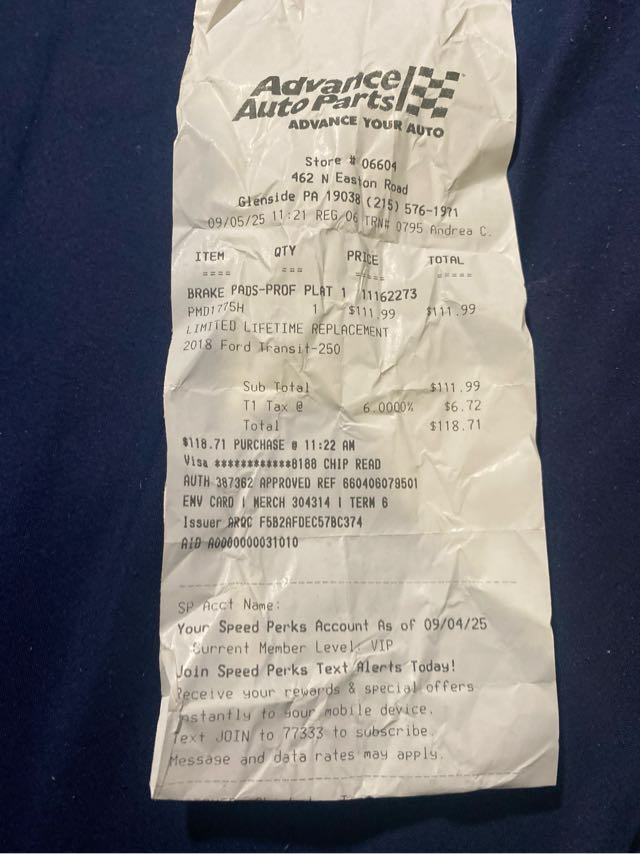 Advance
Auto Parts
ADVANCE YOUR AUTO
Store # 06604
462 N Easton Road
Glenside PA 19038 (215) 576-1971
09/05/25 11:21 REG 06 TRN# 0795 Andrea C.
ITEM QTY PRICE TOTAL
==== === ===== =====
BRAKE PADS-PROF PLAT 1 11162273
PMD1775H 1 $111.99 $111.99
LIMITED LIFETIME REPLACEMENT
2018 Ford Transit-250
Sub Total $111.99
T1 Tax @ 6.0000% $6.72
Total $118.71
$118.71 PURCHASE @ 11:22 AM
Visa ************8188 CHIP READ
AUTH 387362 APPROVED REF 660406079501
EMV CARD | MERCH 304314 | TERM 6
Issuer ARQC F5B2AFDEC57BC374
AID A0000000031010
SP Acct Name:
Your Speed Perks Account As of 09/04/25
Current Member Level: VIP
Join Speed Perks Text Alerts Today!
Receive your rewards & special offers
instantly to your mobile device.
Text JOIN to 77333 to subscribe.
Message and data rates may apply.